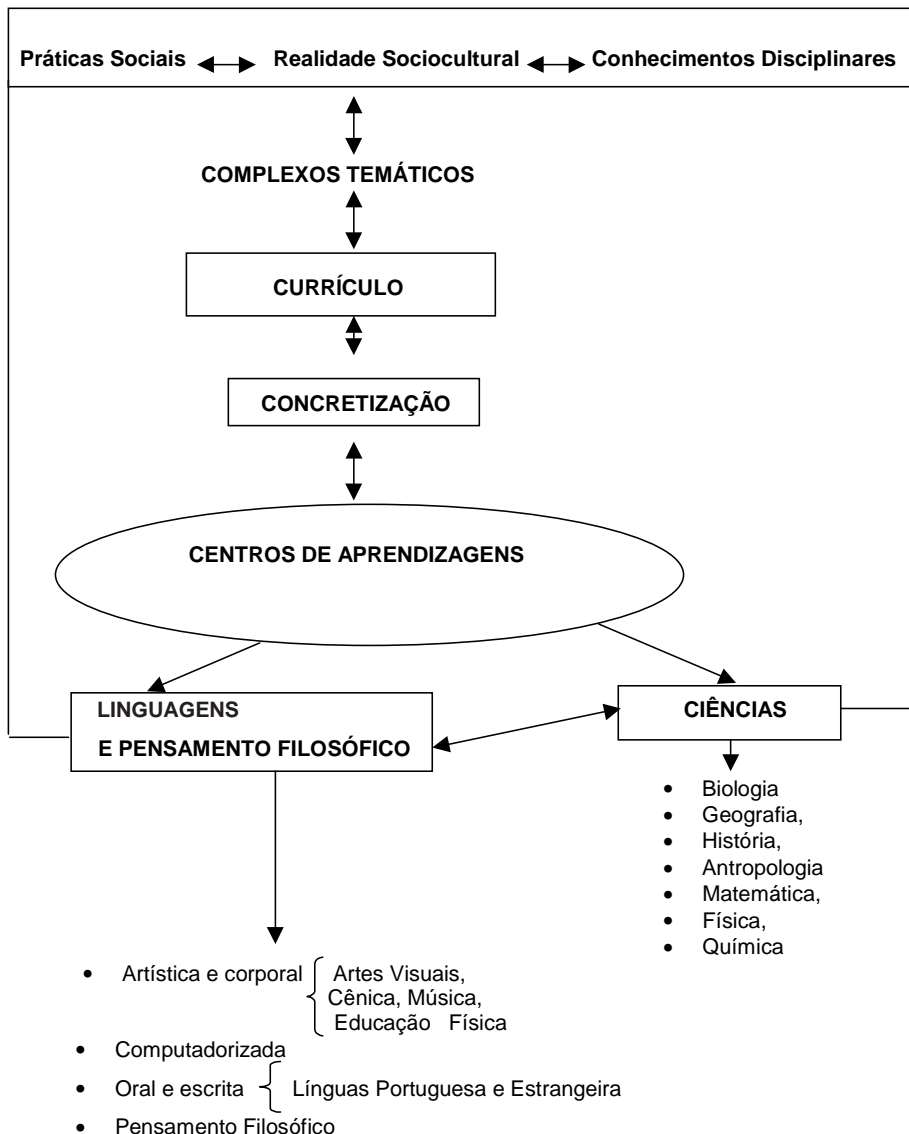 Práticas Sociais Realidade Sociocultural Conhecimentos Disciplinares
COMPLEXOS TEMÁTICOS
CURRÍCULO
CONCRETIZAÇÃO
CENTROS DE APRENDIZAGENS
LINGUAGENS
E PENSAMENTO FILOSÓFICO
CIÊNCIAS
• Biologia
• Geografia,
• História,
• Antropologia
• Matemática,
• Física,
• Química
• Artística e corporal Artes Visuais,
Cênica, Música,
Educação Física
• Computadorizada
• Oral e escrita Línguas Portuguesa e Estrangeira
• Pensamento Filosófico